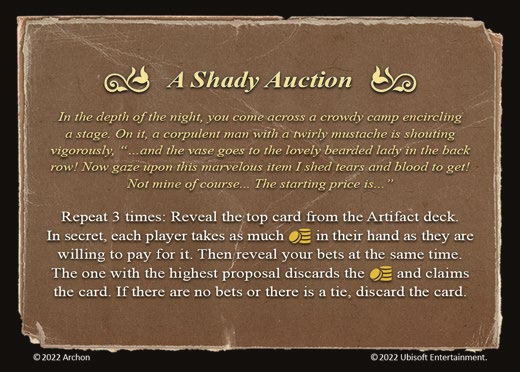 A Shady Auction
In the depth of the night, you come across a crowdy camp encircling
a stage. On it, a corpulent man with a twirly mustache is shouting
vigorously, “...and the vase goes to the lovely bearded lady in the back
row! Now gaze upon this marvelous item I shed tears and blood to get!
Not mine of course... The starting price is...”
Repeat 3 times: Reveal the top card from the Artifact deck.
In secret, each player takes as much in their hand as they are
willing to pay for it. Then reveal your bets at the same time.
The one with the highest proposal discards the and claims
the card. If there are no bets or there is a tie, discard the card.
© 2022 Archon
© 2022 Ubisoft Entertainment.